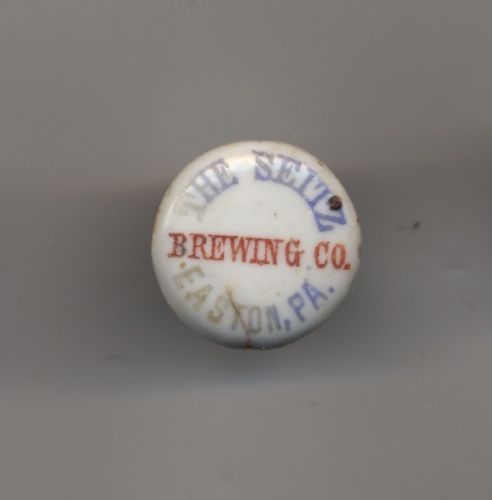 THE SEITZ
BREWING CO.
EASTON, PA.